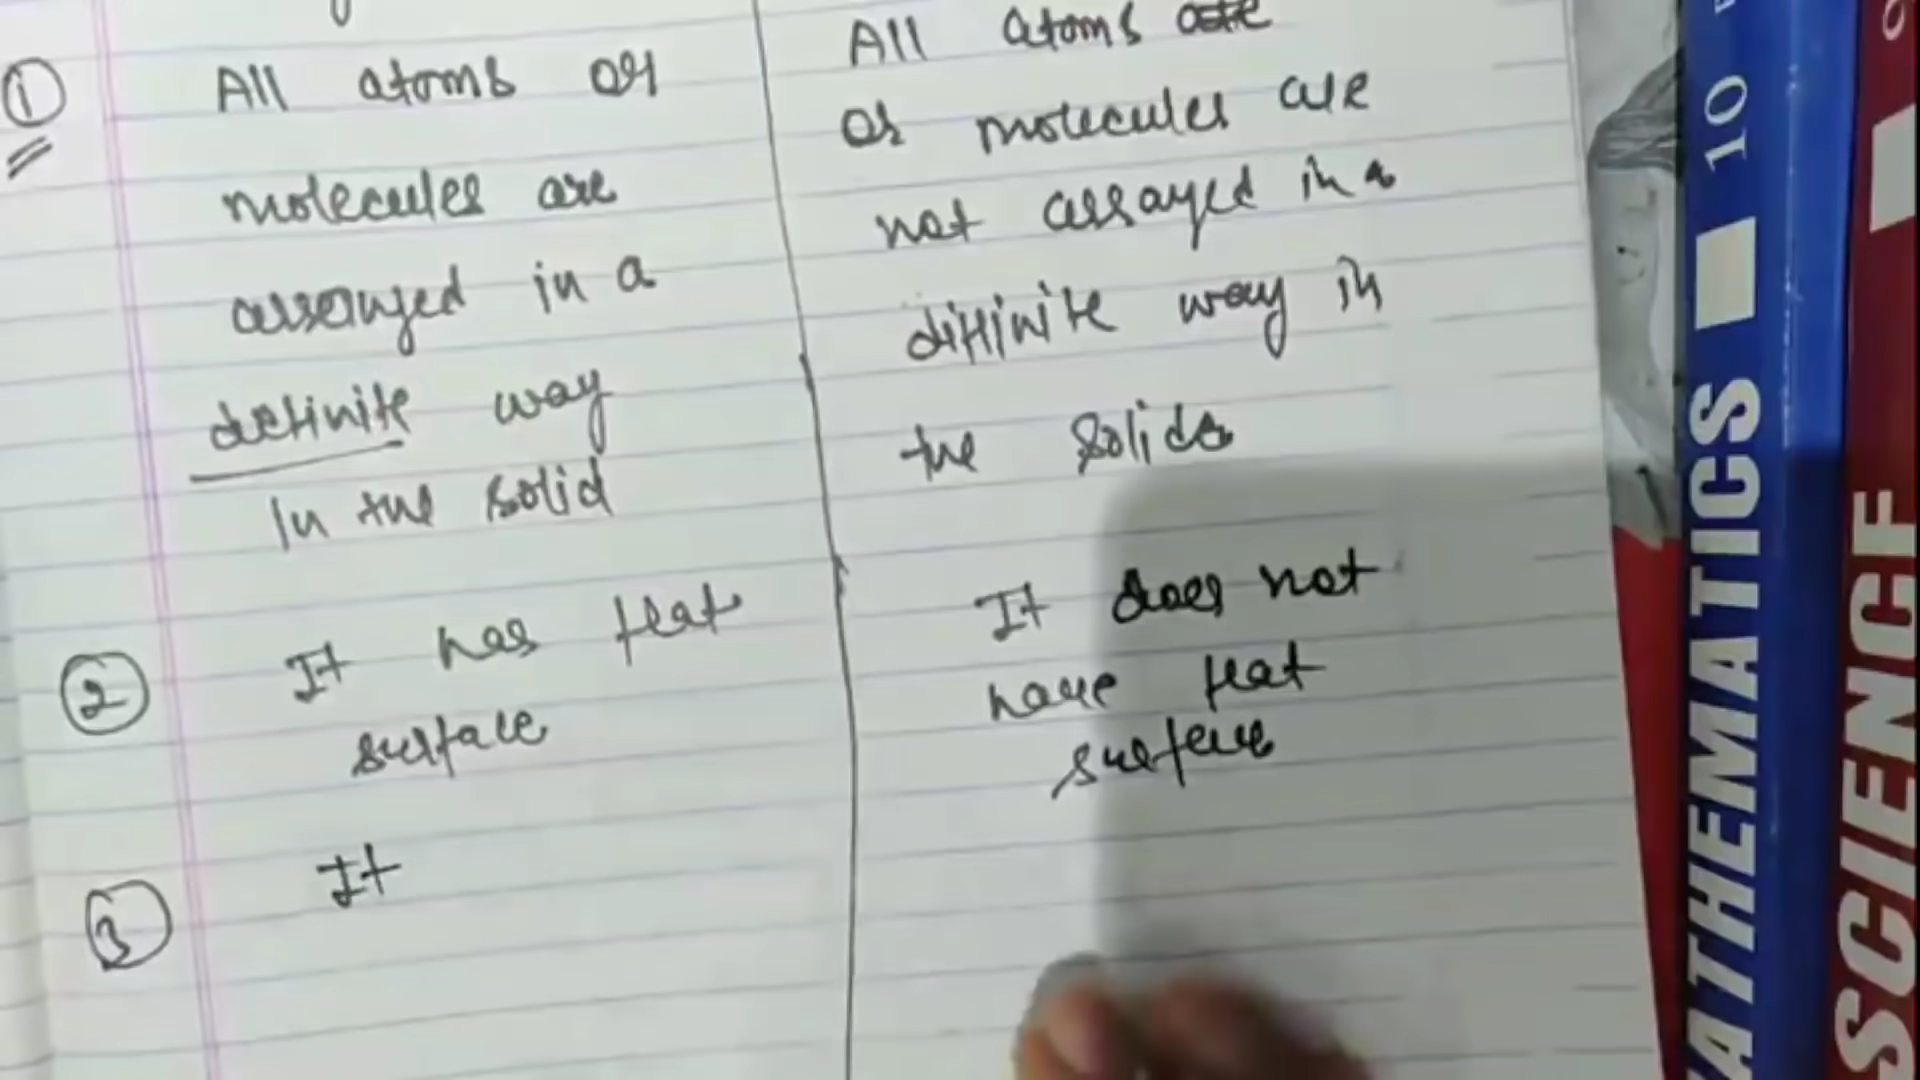 ①
All atoms or
molecules are
arranged in a
definite way
in the solid
All atoms
or molecules are
not arrayed in a
difinite way in
the solids
②
It has flat
surface
It does not
have flat
surface
③
It
10
MATHEMATICS
SCIENCE